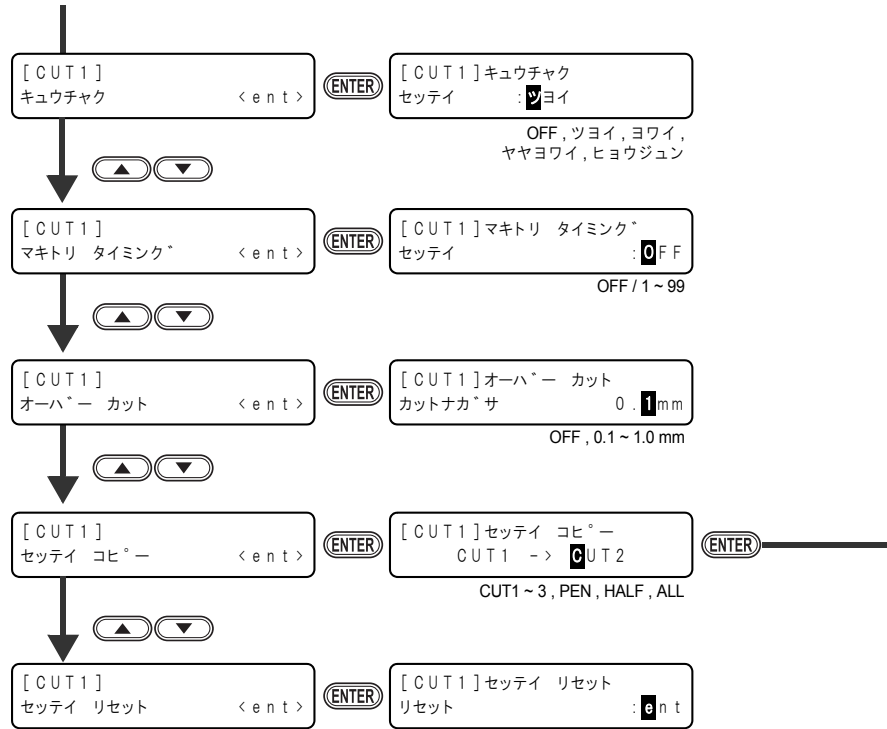 [CUT1]
キュウチャク <ent>
ENTER
[CUT1]キュウチャク
セッテイ :ツヨイ
OFF , ツヨイ , ヨワイ ,
ヤヤヨワイ , ヒョウジュン
[CUT1]
マキトリ タイミング <ent>
ENTER
[CUT1]マキトリ タイミング
セッテイ :OFF
OFF / 1 ~ 99
[CUT1]
オーバー カット <ent>
ENTER
[CUT1]オーバー カット
カットナガサ 0.1mm
OFF , 0.1 ~ 1.0 mm
[CUT1]
セッテイ コピー <ent>
ENTER
[CUT1]セッテイ コピー
CUT1 -> CUT2
ENTER
CUT1 ~ 3 , PEN , HALF , ALL
[CUT1]
セッテイ リセット <ent>
ENTER
[CUT1]セッテイ リセット
リセット :ent